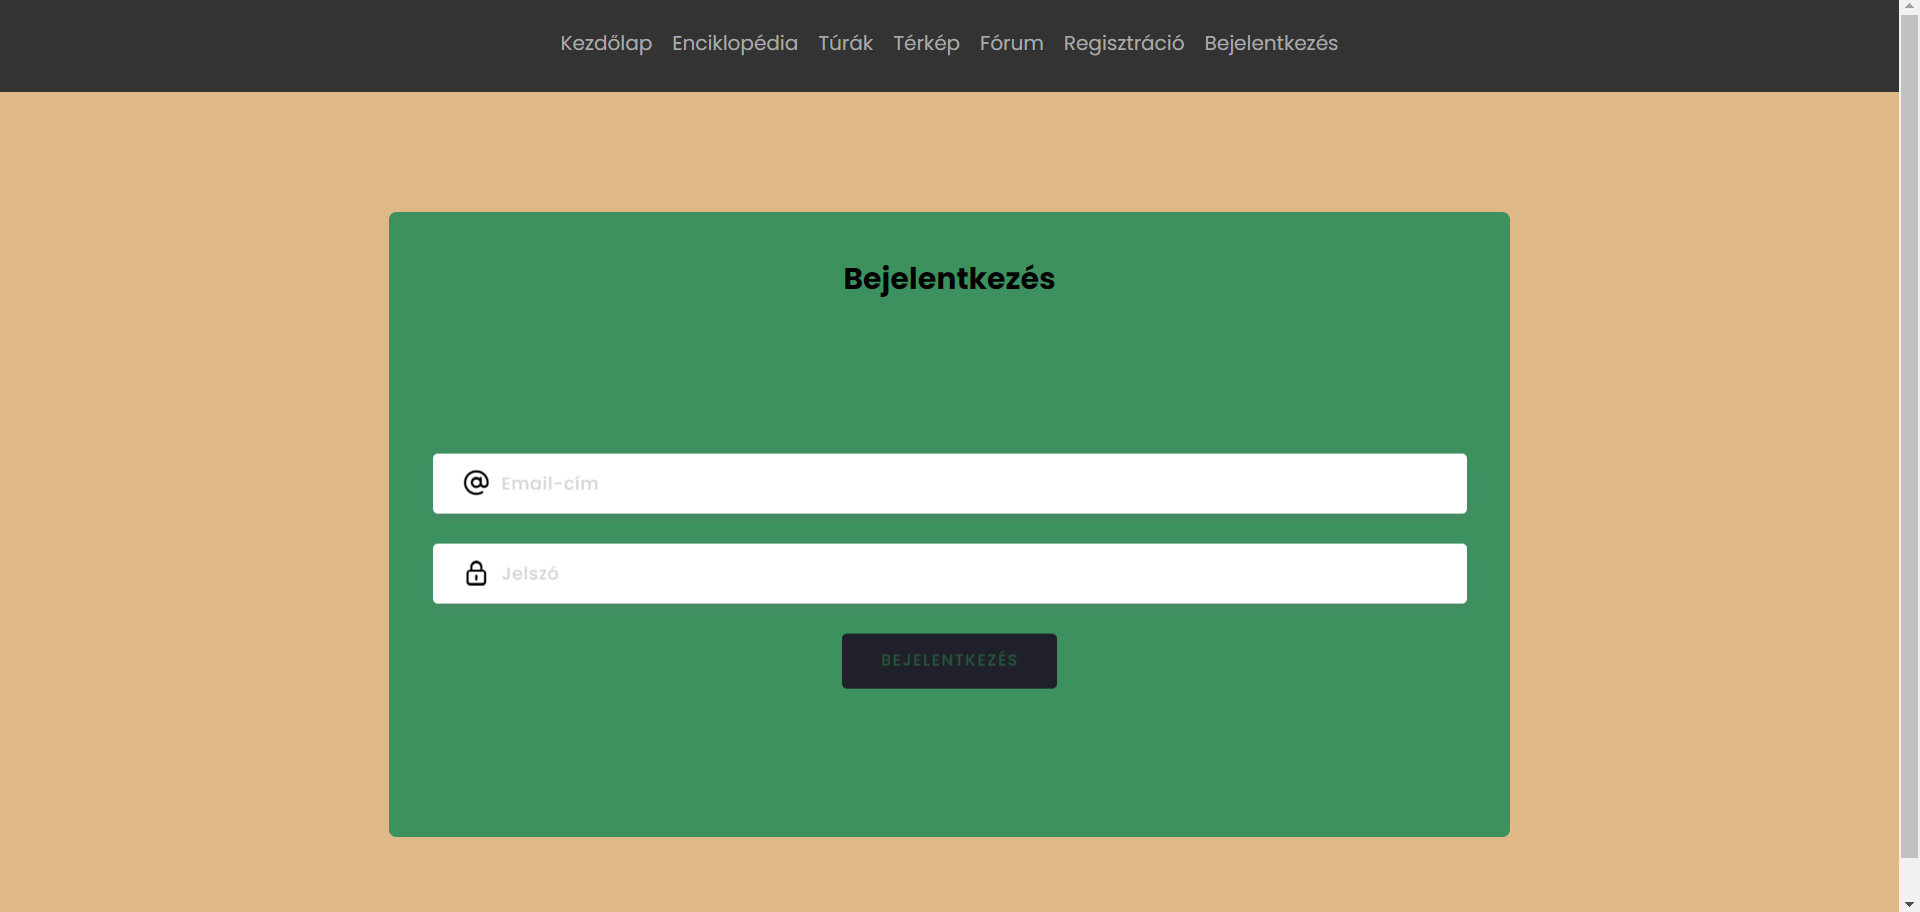 Kezdőlap Enciklopédia Túrák Térkép Fórum Regisztráció Bejelentkezés
Bejelentkezés
Email-cím
Jelszó
BEJELENTKEZÉS